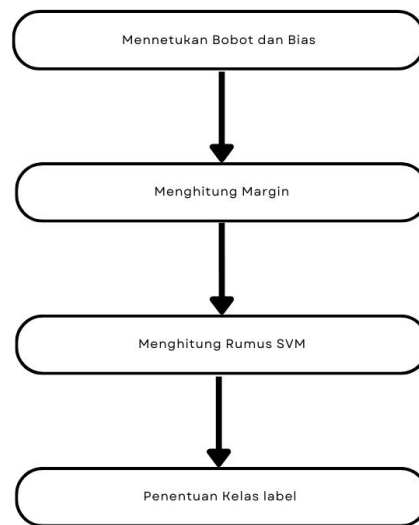 Mennetukan Bobot dan Bias
Menghitung Margin
Menghitung Rumus SVM
Penentuan Kelas label